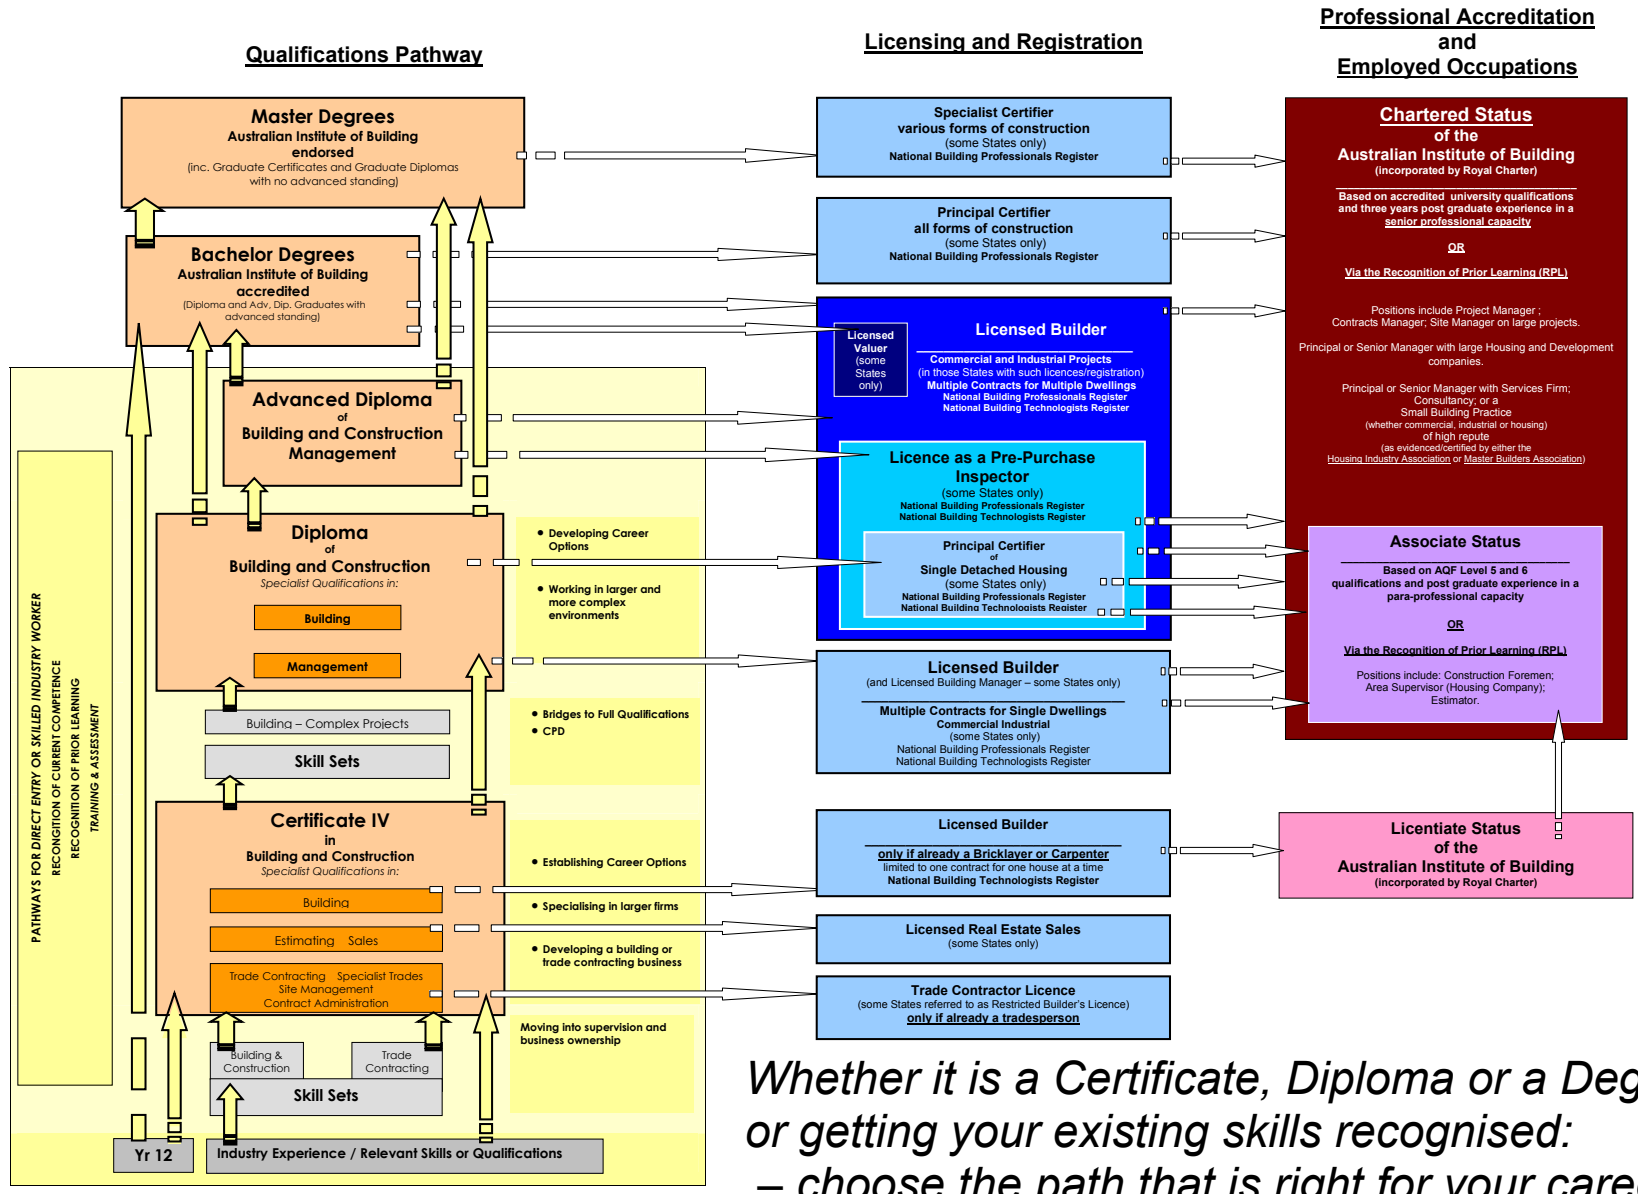 Qualifications Pathway
Licensing and Registration
Professional Accreditation
and
Employed Occupations
Master Degrees
Australian Institute of Building
endorsed
(inc. Graduate Certificates and Graduate Diplomas
with no advanced standing)
Bachelor Degrees
Australian Institute of Building
accredited
(Diploma and Adv, Dip. Graduates with
advanced standing)
Advanced Diploma
of
Building and Construction
Management
Diploma
of
Building and Construction
Specialist Qualifications in:
Building
Management
Building – Complex Projects
Skill Sets
Certificate IV
in
Building and Construction
Specialist Qualifications in:
Building
Estimating Sales
Trade Contracting Specialist Trades
Site Management
Contract Administration
Building &
Construction
Trade
Contracting
Skill Sets
Yr 12
Industry Experience / Relevant Skills or Qualifications
PATHWAYS FOR DIRECT ENTRY OR SKILLED INDUSTRY WORKER
RECONGITION OF CURRENT COMPETENCE
RECOGNITION OF PRIOR LEARNING
TRAINING & ASSESSMENT
• Developing Career
Options
• Working in larger and
more complex
environments
• Bridges to Full Qualifications
• CPD
• Establishing Career Options
• Specialising in larger firms
• Developing a building or
trade contracting business
Moving into supervision and
business ownership
Specialist Certifier
various forms of construction
(some States only)
National Building Professionals Register
Principal Certifier
all forms of construction
(some States only)
National Building Professionals Register
Licensed
Valuer
(some
States
only)
Licensed Builder
Commercial and Industrial Projects
(in those States with such licences/registration)
Multiple Contracts for Multiple Dwellings
National Building Professionals Register
National Building Technologists Register
Licence as a Pre-Purchase
Inspector
(some States only)
National Building Professionals Register
National Building Technologists Register
Principal Certifier
of
Single Detached Housing
(some States only)
National Building Professionals Register
National Building Technologists Register
Licensed Builder
(and Licensed Building Manager – some States only)
Multiple Contracts for Single Dwellings
Commercial Industrial
(some States only)
National Building Professionals Register
National Building Technologists Register
Licensed Builder
only if already a Bricklayer or Carpenter
limited to one contract for one house at a time
National Building Technologists Register
Licensed Real Estate Sales
(some States only)
Trade Contractor Licence
(some States referred to as Restricted Builder's Licence)
only if already a tradesperson
Chartered Status
of the
Australian Institute of Building
(incorporated by Royal Charter)
Based on accredited university qualifications
and three years post graduate experience in a
senior professional capacity
OR
Via the Recognition of Prior Learning (RPL)
Positions include Project Manager ;
Contracts Manager; Site Manager on large projects.
Principal or Senior Manager with large Housing and Development
companies.
Principal or Senior Manager with Services Firm;
Consultancy; or a
Small Building Practice
(whether commercial, industrial or housing)
of high repute
(as evidenced/certified by either the
Housing Industry Association or Master Builders Association)
Associate Status
Based on AQF Level 5 and 6
qualifications and post graduate experience in a
para-professional capacity
OR
Via the Recognition of Prior Learning (RPL)
Positions include: Construction Foremen;
Area Supervisor (Housing Company);
Estimator.
Licentiate Status
of the
Australian Institute of Building
(incorporated by Royal Charter)
Whether it is a Certificate, Diploma or a Deg
or getting your existing skills recognised:
– choose the path that is right for your caree